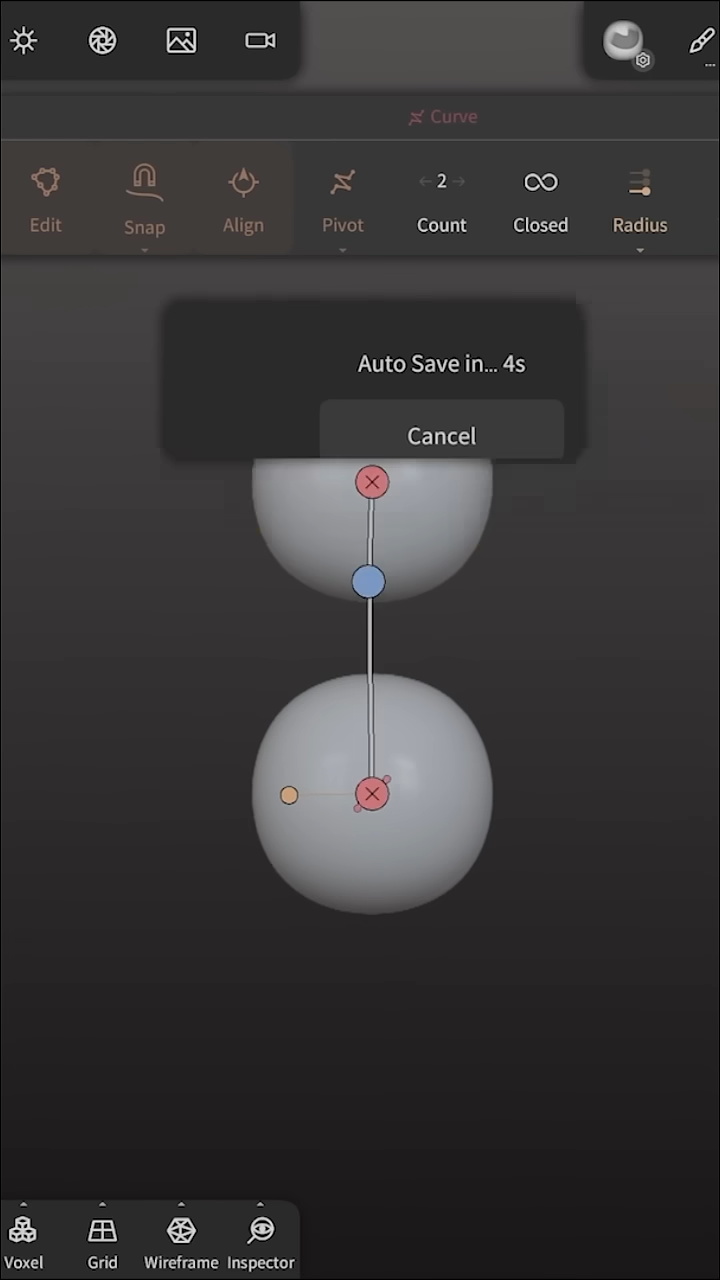 Curve
Edit
Snap
Align
Pivot
2
Count
Closed
Radius
Auto Save in... 4s
Cancel
Voxel
Grid
Wireframe
Inspector